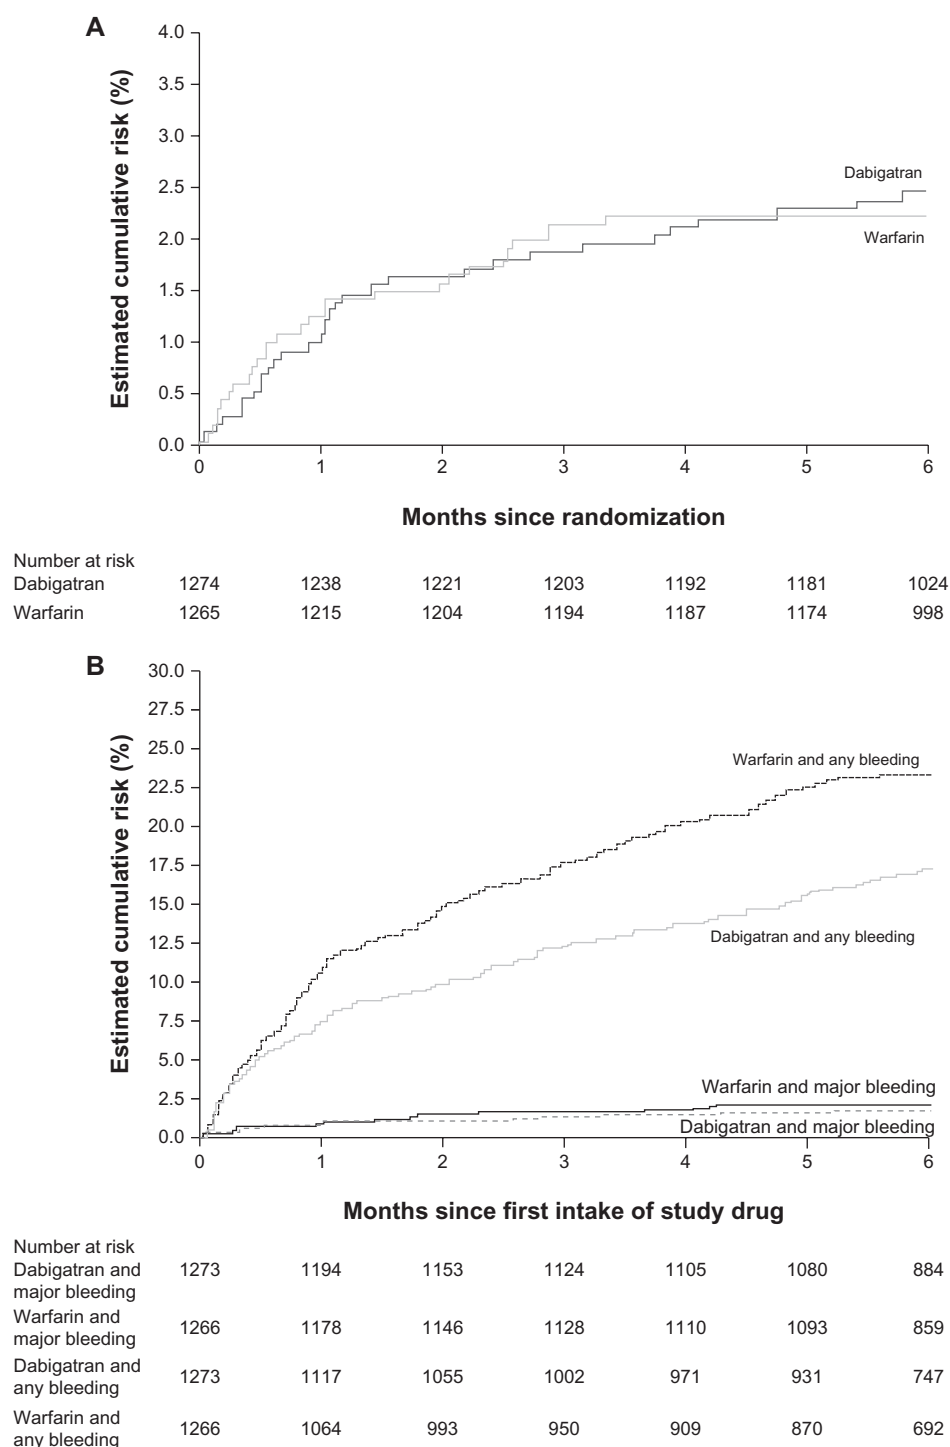 A
Estimated cumulative risk (%)
4.0
3.5
3.0
2.5
2.0
1.5
1.0
0.5
0.0
Dabigatran
Warfarin
0 1 2 3 4 5 6
Months since randomization
Number at risk
Dabigatran 1274 1238 1221 1203 1192 1181 1024
Warfarin 1265 1215 1204 1194 1187 1174 998
B
Estimated cumulative risk (%)
30.0
27.5
25.0
22.5
20.0
17.5
15.0
12.5
10.0
7.5
5.0
2.5
0.0
Warfarin and any bleeding
Dabigatran and any bleeding
Warfarin and major bleeding
Dabigatran and major bleeding
0 1 2 3 4 5 6
Months since first intake of study drug
Number at risk
Dabigatran and 1273 1194 1153 1124 1105 1080 884
major bleeding
Warfarin and
major bleeding 1266 1178 1146 1128 1110 1093 859
Dabigatran and
any bleeding 1273 1117 1055 1002 971 931 747
Warfarin and
any bleeding 1266 1064 993 950 909 870 692